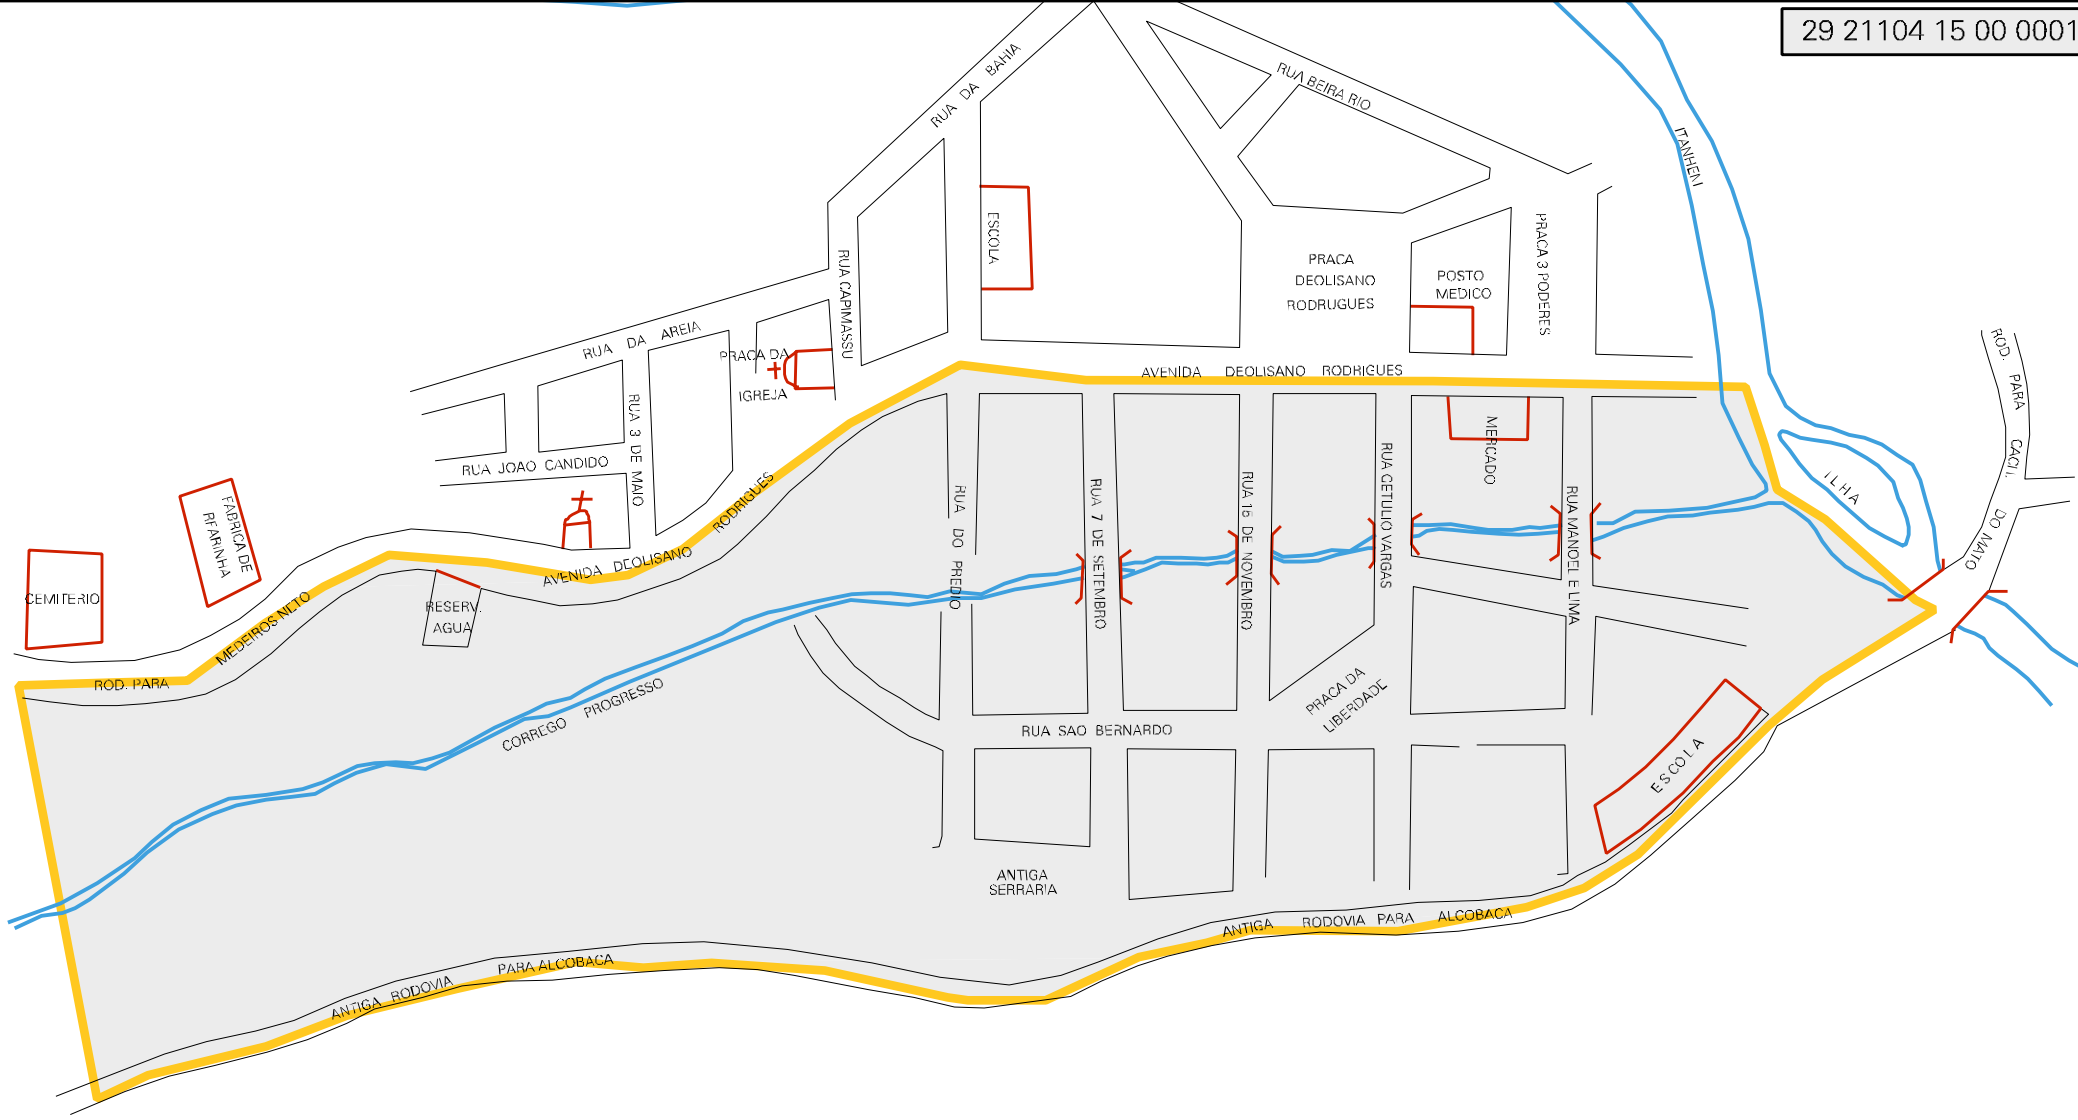 29 21104 15 00 0001
RUA DA BAHIA
RUA BEIRA RIO
ITANHENI
ESCOLA
RUA CAPIMASSU
PRACA
DEOLISANO
RODRUGUES
POSTO
MEDICO
PRACA 3 PODERES
RUA DA AREIA
PRACA DA
IGREJA
AVENIDA DEOLISANO RODRIGUES
ROD. PARA
DO MATO
RUA 3 DE MAIO
RUA JOAO CANDIDO
MERCADO
RUA GETULIO VARGAS
ILHA
FABRICA DE
CEMITERIO
AVENIDA DEOLISANO RODRIGUES
RUA DO PREDIO
RUA 7 DE SETEMBRO
RUA 15 DE NOVEMBRO
RUA MANOEL E LIMA
RESERV.
AGUA
ROD. PARA MEDEIROS NETO
CORREGO PROGRESSO
PRACA DA
LIBERDADE
RUA SAO BERNARDO
ESCOLA
ANTIGA
SERRARIA
ANTIGA RODOVIA PARA ALCOBACA
ANTIGA RODOVIA PARA ALCOBACA